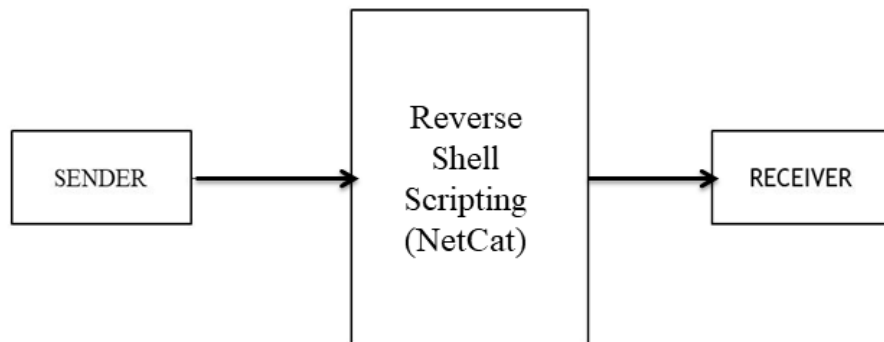 SENDER
Reverse
Shell
Scripting
(NetCat)
RECEIVER